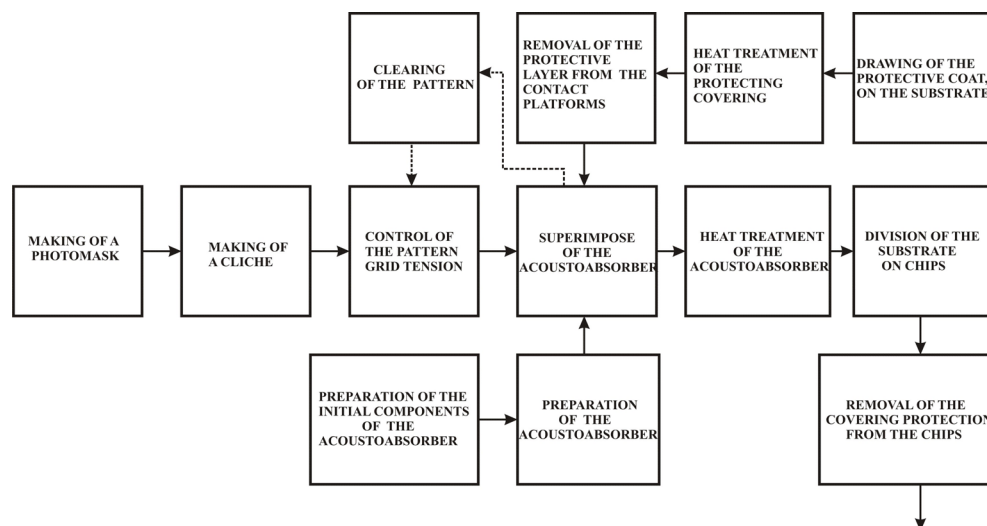 CLEARING
OF THE PATTERN
REMOVAL OF THE
PROTECTIVE
LAYER FROM THE
CONTACT
PLATFORMS
HEAT TREATMENT
OF THE
PROTECTING
COVERING
DRAWING OF THE
PROTECTIVE COAT,
ON THE SUBSTRATE
MAKING OF A
PHOTOMASK
MAKING OF
A CLICHE
CONTROL OF
THE PATTERN
GRID TENSION
SUPERIMPOSE
OF THE
ACOUSTOABSORBER
HEAT TREATMENT
OF THE
ACOUSTOABSORBER
DIVISION OF THE
SUBSTRATE
ON CHIPS
PREPARATION OF THE
INITIAL COMPONENTS
OF THE
ACOUSTOABSORBER
PREPARATION
OF THE
ACOUSTOABSORBER
REMOVAL OF THE
COVERING PROTECTION
FROM THE CHIPS